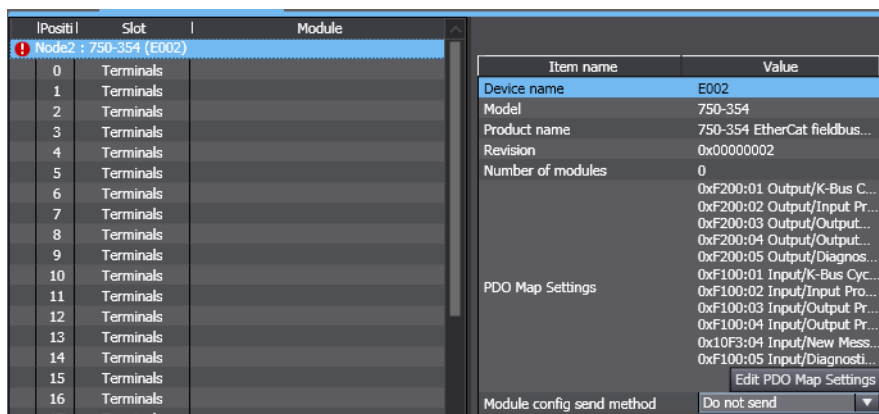 Positi Slot Module
Node2 : 750-354 (E002)
0 Terminals
1 Terminals
2 Terminals
3 Terminals
4 Terminals
5 Terminals
6 Terminals
7 Terminals
8 Terminals
9 Terminals
10 Terminals
11 Terminals
12 Terminals
13 Terminals
14 Terminals
15 Terminals
16 Terminals
Item name Value
Device name E002
Model 750-354
Product name 750-354 EtherCat fieldbus...
Revision 0x00000002
Number of modules 0
PDO Map Settings
0xF200:01 Output/K-Bus C...
0xF200:02 Output/Input Pr...
0xF200:03 Output/Output...
0xF200:04 Output/Output...
0xF200:05 Output/Diagnos...
0xF100:01 Input/K-Bus Cyc...
0xF100:02 Input/Input Pro...
0xF100:03 Input/Output Pr...
0xF100:04 Input/Output Pr...
0x10F3:04 Input/New Mess...
0xF100:05 Input/Diagnosti...
Edit PDO Map Settings
Module config send method Do not send